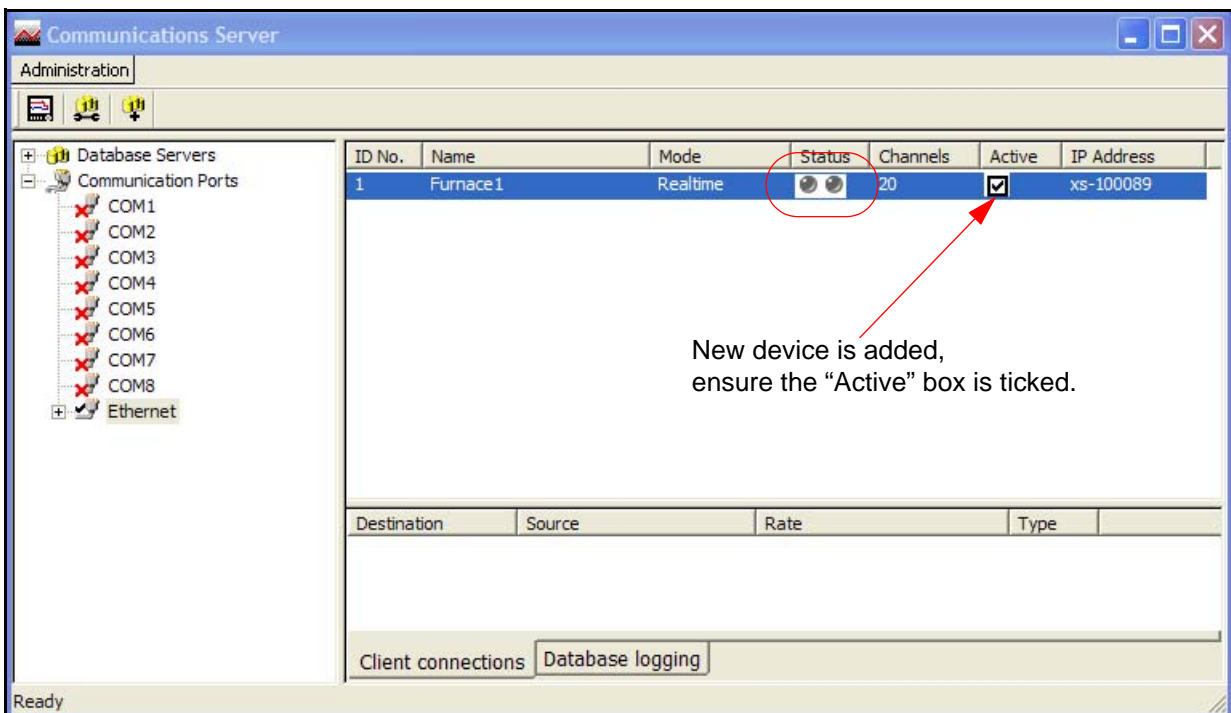 Communications Server
Administration
Database Servers
Communication Ports
COM1
COM2
COM3
COM4
COM5
COM6
COM7
COM8
Ethernet
ID No. Name Mode Status Channels Active IP Address
1 Furnace1 Realtime 20 xs-100089
New device is added,
ensure the “Active” box is ticked.
Destination Source Rate Type
Client connections Database logging
Ready